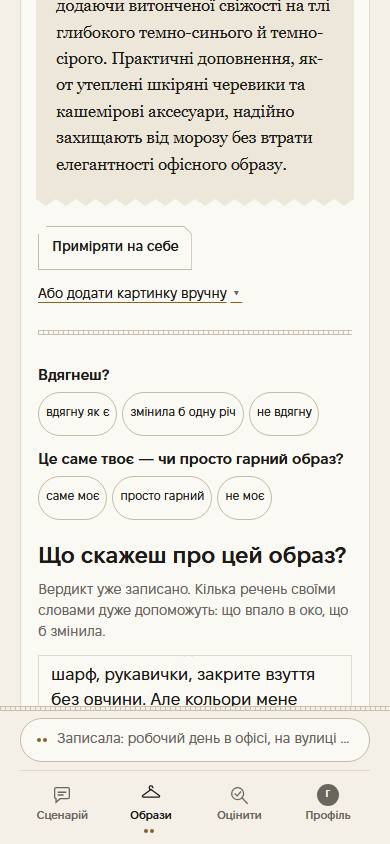 додаючи витонченої свіжості на тлі
глибокого темно-синього й темно-
сірого. Практичні доповнення, як-
от утеплені шкіряні черевики та
кашемірові аксесуари, надійно
захищають від морозу без втрати
елегантності офісного образу.
Приміряти на себе
Або додати картинку вручну
Вдягнеш?
вдягну як є
змінила б одну річ
не вдягну
Це саме твоє — чи просто гарний образ?
саме моє
просто гарний
не моє
Що скажеш про цей образ?
Вердикт уже записано. Кілька речень своїми
словами дуже допоможуть: що впало в око, що
б змінила.
шарф, рукавички, закрите взуття
без овчини. Але кольори мене
Записала: робочий день в офісі, на вулиці ...
Сценарій
Образи
Оцінити
Г
Профіль